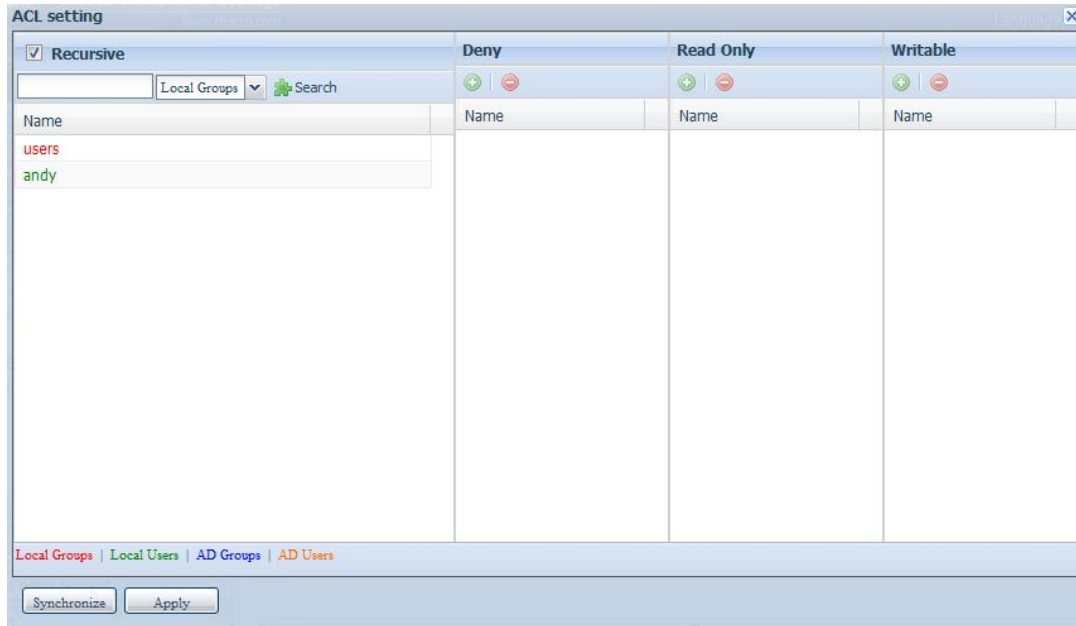 ACL setting
Language
Recursive
Deny
Read Only
Writable
Local Groups
Search
Name
Name
Name
Name
users
andy
Local Groups | Local Users | AD Groups | AD Users
Synchronize
Apply